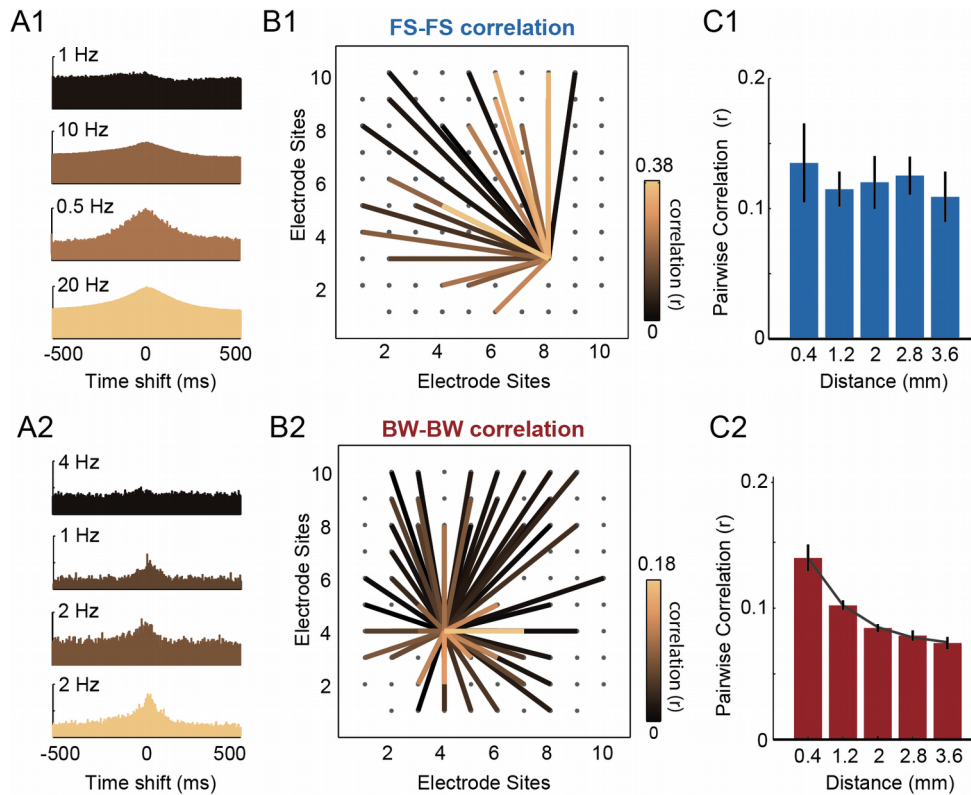 A1
1 Hz
10 Hz
0.5 Hz
20 Hz
-500 0 500
Time shift (ms)
B1
FS-FS correlation
10
8
6
4
2
Electrode Sites
2 4 6 8 10
Electrode Sites
0.38
correlation (r)
0
C1
0.2
0.1
0
Pairwise Correlation (r)
0.4 1.2 2 2.8 3.6
Distance (mm)
A2
4 Hz
1 Hz
2 Hz
2 Hz
-500 0 500
Time shift (ms)
B2
BW-BW correlation
10
8
6
4
2
Electrode Sites
2 4 6 8 10
Electrode Sites
0.18
correlation (r)
0
C2
0.2
0.1
0
Pairwise Correlation (r)
0.4 1.2 2 2.8 3.6
Distance (mm)